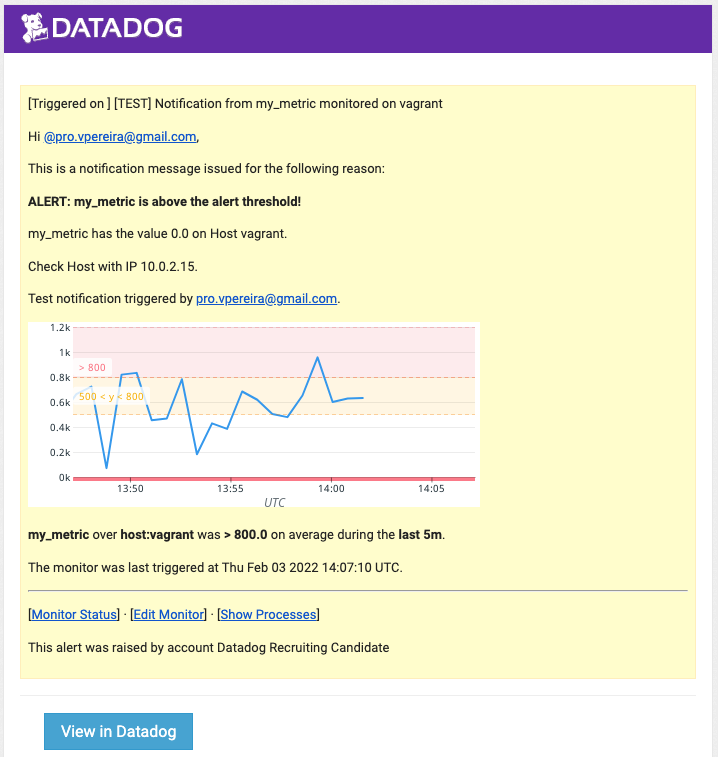 DATADOG
[Triggered on ] [TEST] Notification from my_metric monitored on vagrant
Hi @pro.vpereira@gmail.com,
This is a notification message issued for the following reason:
ALERT: my_metric is above the alert threshold!
my_metric has the value 0.0 on Host vagrant.
Check Host with IP 10.0.2.15.
Test notification triggered by pro.vpereira@gmail.com.
1.2k
1k
> 800
0.8k
500 < y < 800
0.6k
0.4k
0.2k
0k
13:50 13:55 14:00 14:05
UTC
my_metric over host:vagrant was > 800.0 on average during the last 5m.
The monitor was last triggered at Thu Feb 03 2022 14:07:10 UTC.
[Monitor Status] · [Edit Monitor] · [Show Processes]
This alert was raised by account Datadog Recruiting Candidate
View in Datadog